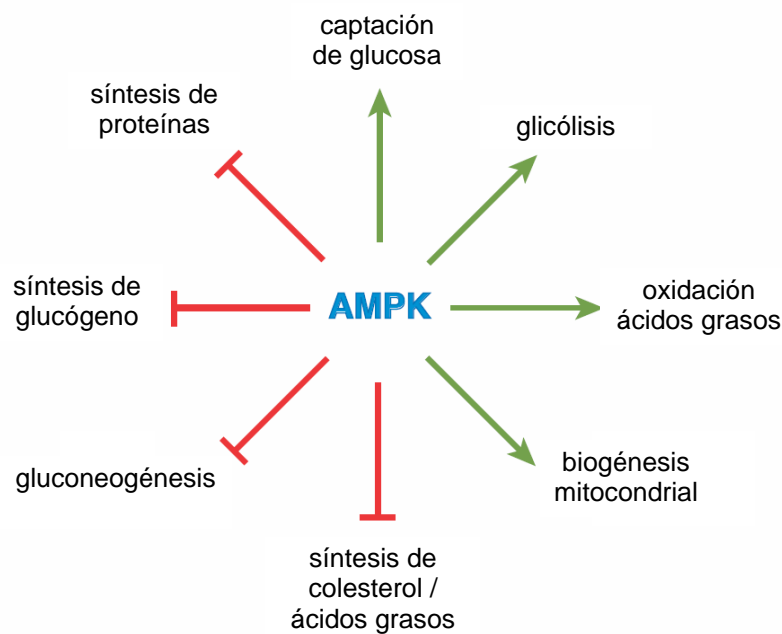 captación
de glucosa
síntesis de
proteínas
glicólisis
síntesis de
glucógeno
AMPK
oxidación
ácidos grasos
gluconeogénesis
biogénesis
mitocondrial
síntesis de
colesterol /
ácidos grasos